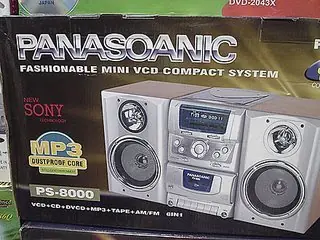 JAPAN
DVD-2043X
PANASOANIC
FASHIONABLE MINI VCD COMPACT SYSTEM
NEW
SONY
TECHNOLOGY
MP3
DUSTPROOF CORE
PS-8000
VCD+CD+DVCD+MP3+TAPE+AM/FM 6IN1